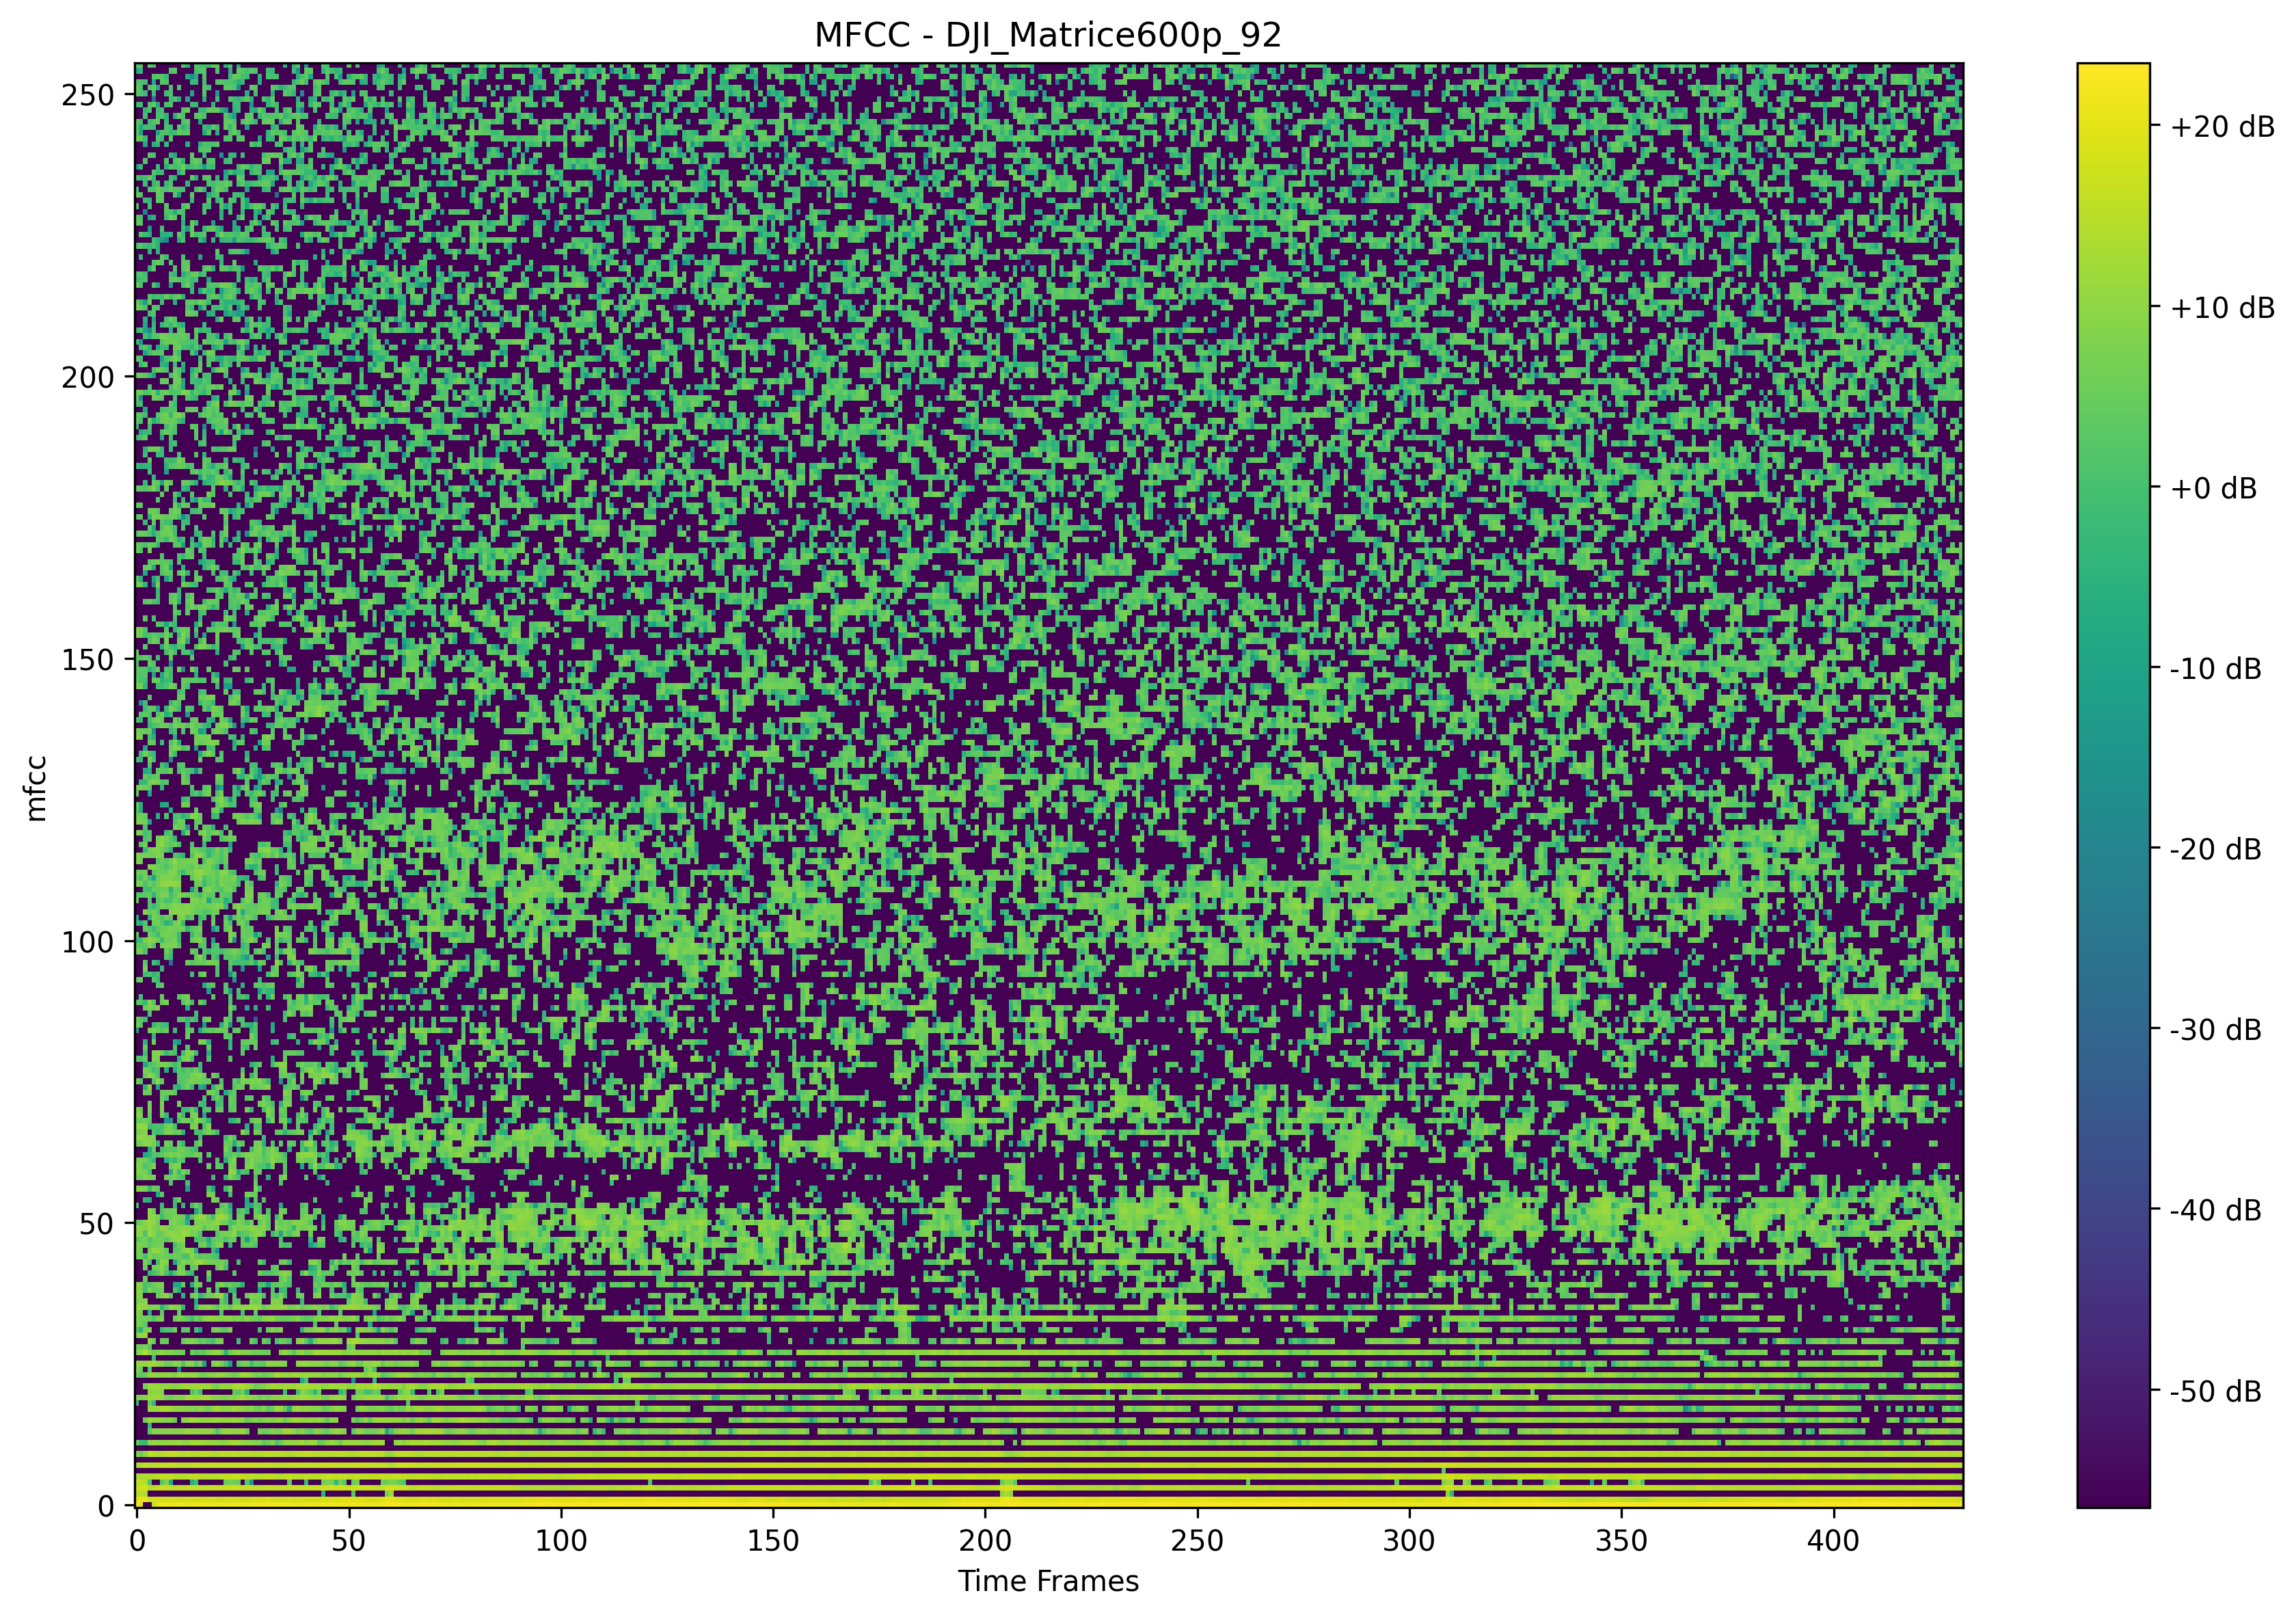 MFCC - DJI_Matrice600p_92
250
200
150
100
50
0
mfcc
0 50 100 150 200 250 300 350 400
Time Frames
+20 dB
+10 dB
+0 dB
-10 dB
-20 dB
-30 dB
-40 dB
-50 dB